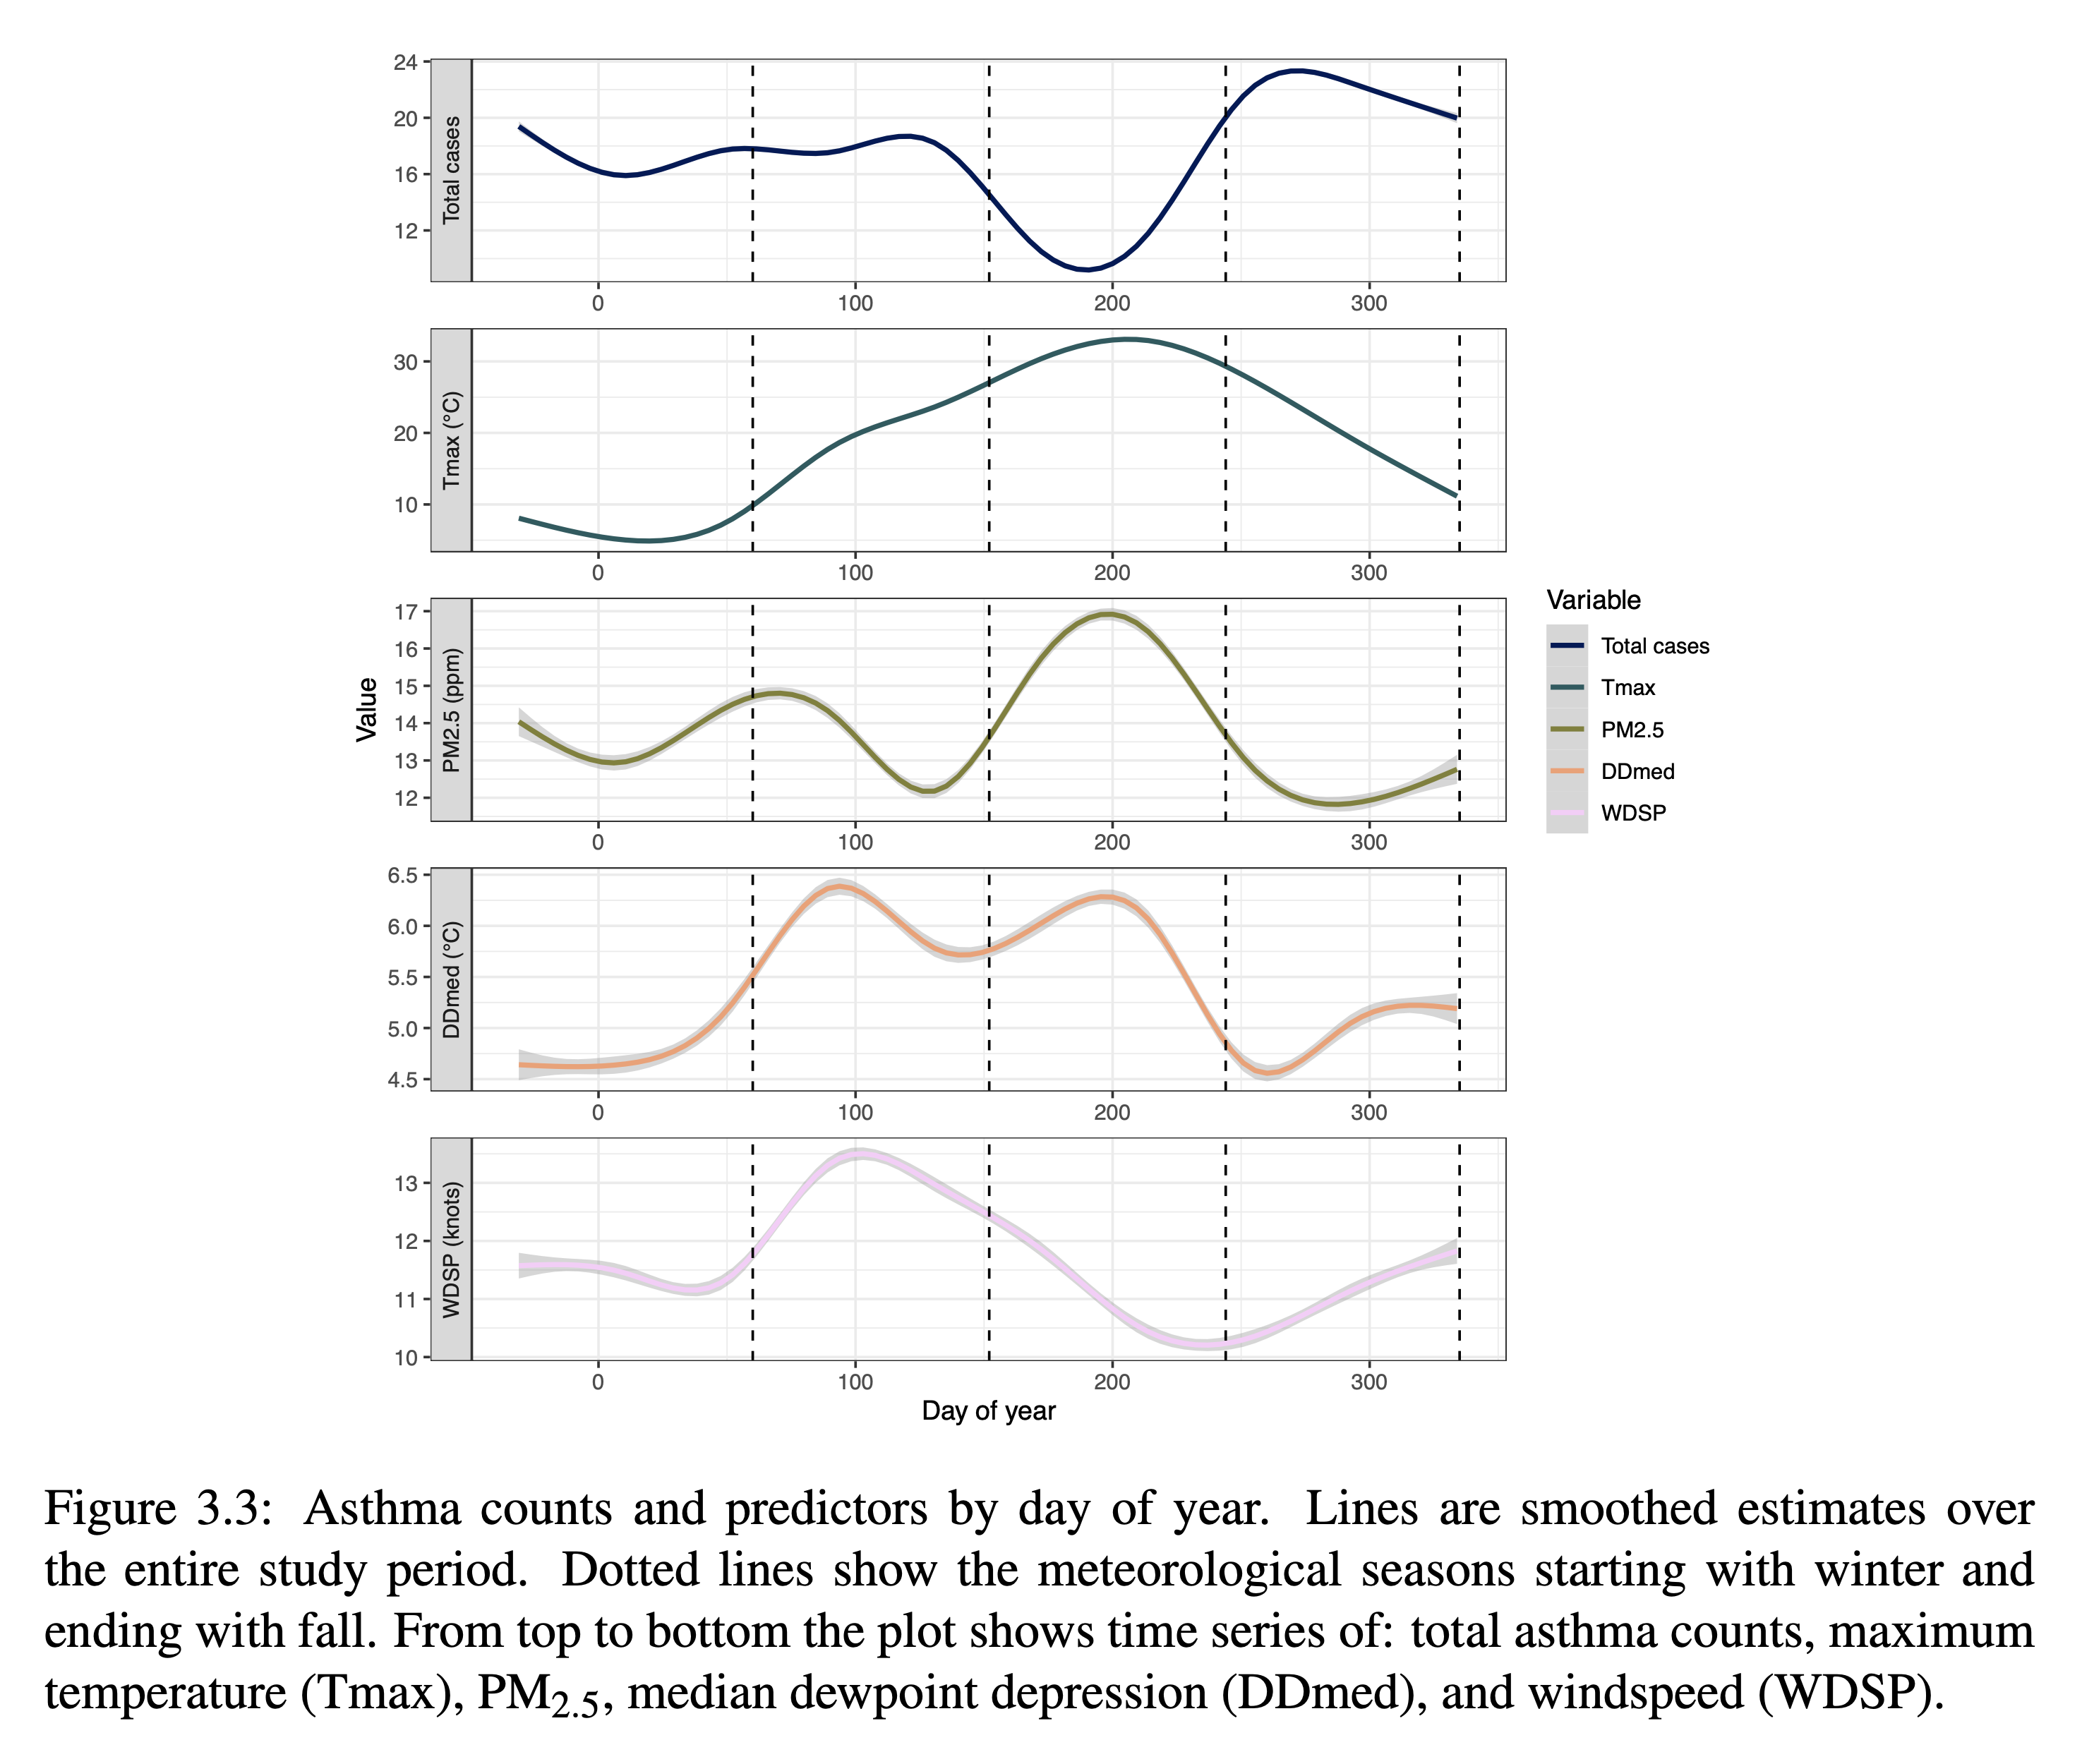 24
20
16
12
Total cases
0 100 200 300
30
20
10
Tmax (°C)
0 100 200 300
17
16
15
14
13
12
PM2.5 (ppm)
0 100 200 300
Value
6.5
6.0
5.5
5.0
4.5
DDmed (°C)
0 100 200 300
13
12
11
10
WDSP (knots)
0 100 200 300
Day of year
Variable
Total cases
Tmax
PM2.5
DDmed
WDSP
Figure 3.3: Asthma counts and predictors by day of year. Lines are smoothed estimates over
the entire study period. Dotted lines show the meteorological seasons starting with winter and
ending with fall. From top to bottom the plot shows time series of: total asthma counts, maximum
temperature (Tmax), PM2.5, median dewpoint depression (DDmed), and windspeed (WDSP).